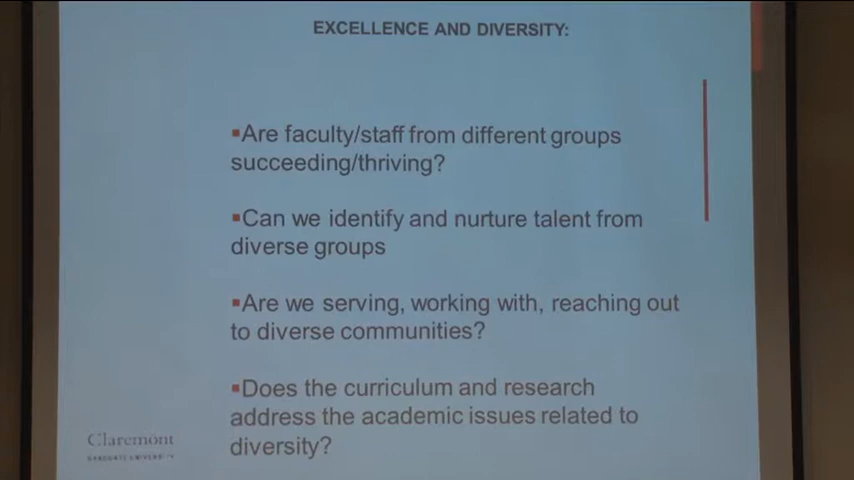 EXCELLENCE AND DIVERSITY:
▪Are faculty/staff from different groups
succeeding/thriving?
▪Can we identify and nurture talent from
diverse groups
▪Are we serving, working with, reaching out
to diverse communities?
▪Does the curriculum and research
address the academic issues related to
diversity?
Claremont
GRADUATE UNIVERSITY